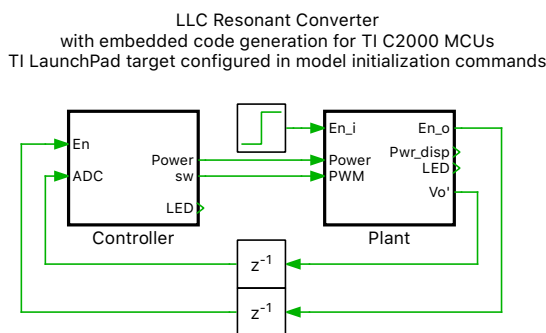 LLC Resonant Converter
with embedded code generation for TI C2000 MCUs
TI LaunchPad target configured in model initialization commands
En
ADC
Power
sw
LED
Controller
En_i
Power
PWM
En_o
Pwr_disp
LED
Vo'
Plant
z-1
z-1